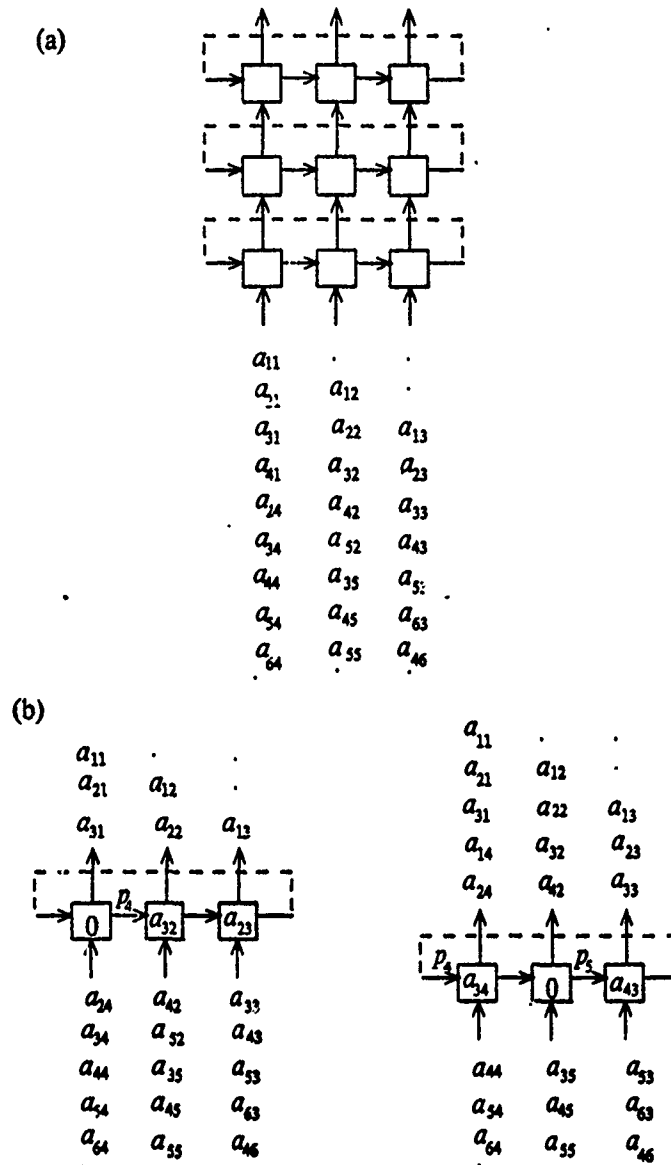 (a)
a11 . .
a21 a12 .
a31 a22 a13
a41 a32 a23
a24 a42 a33
a34 a52 a43
a44 a35
a54 a45 a63
a64 a55 a46
(b)
a11 . .
a21 a12 .
a31 a22 a13
p4
0 a32 a23
a24 a42 a33
a34 a52 a43
a44 a35 a53
a54 a45 a63
a64 a55 a46
a11 . .
a21 a12 .
a31 a22 a13
a14 a32 a23
a24 a42 a33
p4 p5
a34 0 a43
a44 a35 a53
a54 a45 a63
a64 a55 a46